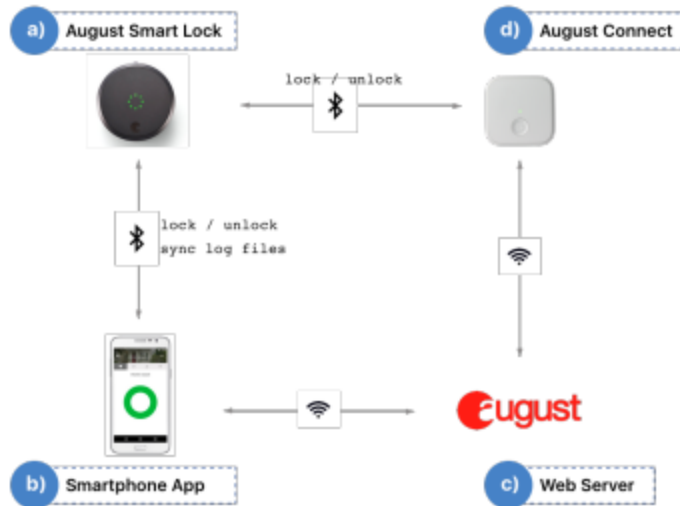 a) August Smart Lock
d) August Connect
lock / unlock
lock / unlock
sync log files
august
b) Smartphone App
c) Web Server